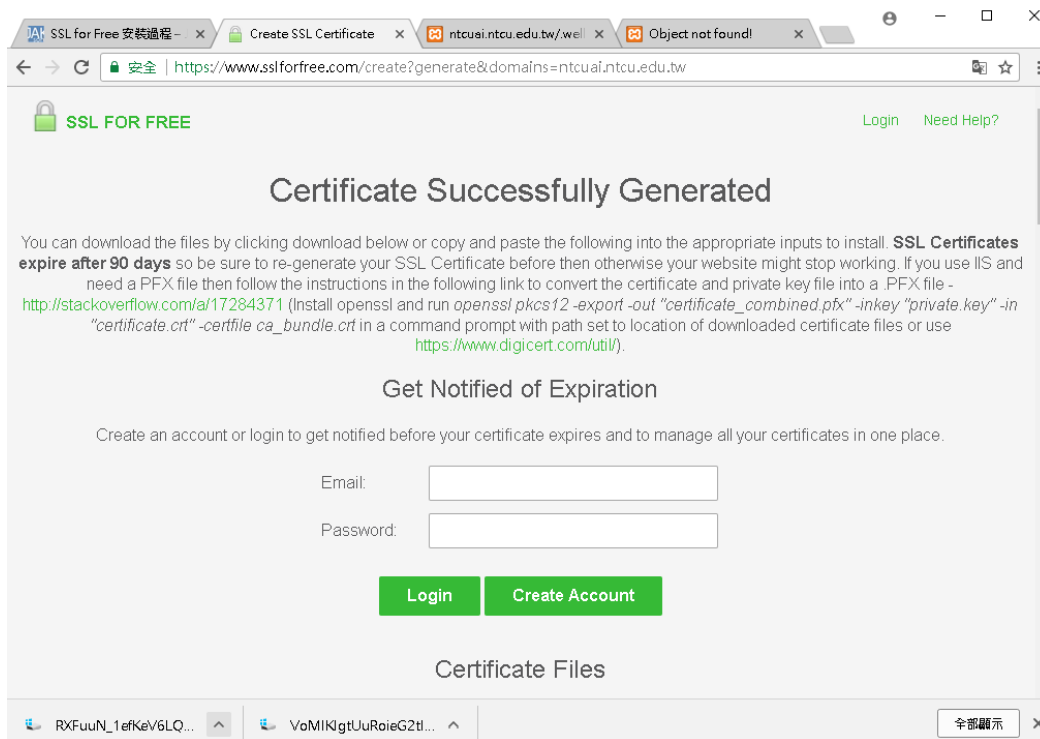 SSL for Free 安裝過程 –
Create SSL Certificate
ntcuai.ntcu.edu.tw/.well
Object not found!
安全 | https://www.sslforfree.com/create?generate&domains=ntcuai.ntcu.edu.tw
SSL FOR FREE
Login Need Help?
Certificate Successfully Generated
You can download the files by clicking download below or copy and paste the following into the appropriate inputs to install. SSL Certificates
expire after 90 days so be sure to re-generate your SSL Certificate before then otherwise your website might stop working. If you use IIS and
need a PFX file then follow the instructions in the following link to convert the certificate and private key file into a .PFX file -
http://stackoverflow.com/a/17284371 (Install openssl and run openssl pkcs12 -export -out "certificate_combined.pfx" -inkey "private.key" -in
"certificate.crt" -certfile ca_bundle.crt in a command prompt with path set to location of downloaded certificate files or use
https://www.digicert.com/util/).
Get Notified of Expiration
Create an account or login to get notified before your certificate expires and to manage all your certificates in one place.
Email:
Password:
Login Create Account
Certificate Files
RXFuuN_1efKeV6LQ...
全部顯示